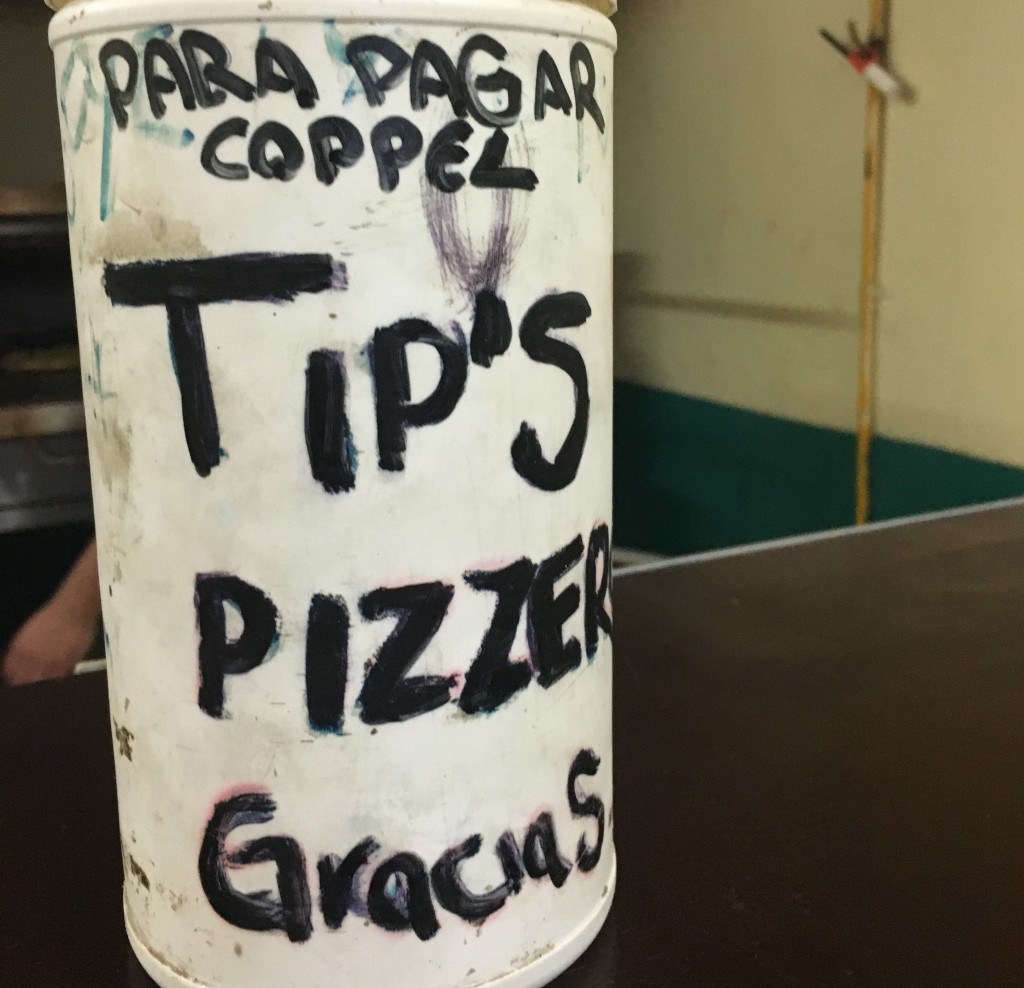 PARA PAGAR
COPPEL
TIP'S
PIZZER
Gracias